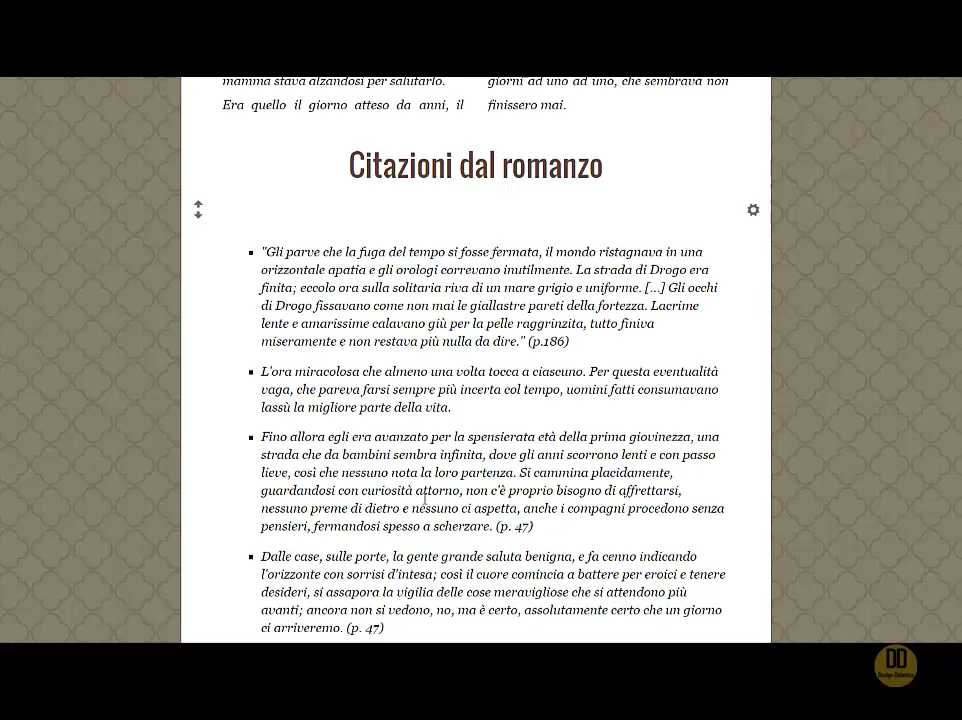 mamma stava alzandosi per salutarlo.
Era quello il giorno atteso da anni, il
giorni ad uno ad uno, che sembrava non
finissero mai.
Citazioni dal romanzo
"Gli parve che la fuga del tempo si fosse fermata, il mondo ristagnava in una
orizzontale apatia e gli orologi correvano inutilmente. La strada di Drogo era
finita; eccolo ora sulla solitaria riva di un mare grigio e uniforme. [...] Gli occhi
di Drogo fissavano come non mai le giallastre pareti della fortezza. Lacrime
lente e amarissime calavano giù per la pelle raggrinzita, tutto finiva
miseramente e non restava più nulla da dire." (p.186)
L'ora miracolosa che almeno una volta tocca a ciascuno. Per questa eventualità
vaga, che pareva farsi sempre più incerta col tempo, uomini fatti consumavano
lassù la migliore parte della vita.
Fino allora egli era avanzato per la spensierata età della prima giovinezza, una
strada che da bambini sembra infinita, dove gli anni scorrono lenti e con passo
lieve, così che nessuno nota la loro partenza. Si cammina placidamente,
guardandosi con curiosità attorno, non c'è proprio bisogno di affrettarsi,
nessuno preme di dietro e nessuno ci aspetta, anche i compagni procedono senza
pensieri, fermandosi spesso a scherzare. (p. 47)
Dalle case, sulle porte, la gente grande saluta benigna, e fa cenno indicando
l'orizzonte con sorrisi d'intesa; così il cuore comincia a battere per eroici e tenere
desideri, si assapora la vigilia delle cose meravigliose che si attendono più
avanti; ancora non si vedono, no, ma è certo, assolutamente certo che un giorno
ci arriveremo. (p. 47)
DD
Design Didattico